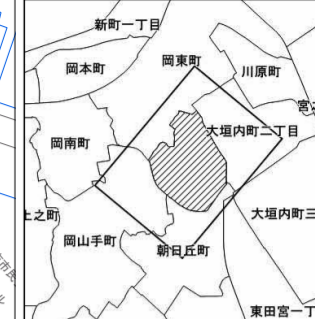 新町一丁目
岡東町
岡本町
川原町
宮
大垣内町二丁目
岡南町
上之町
大垣内町三
岡山手町
朝日丘町
市民
東田宮一丁